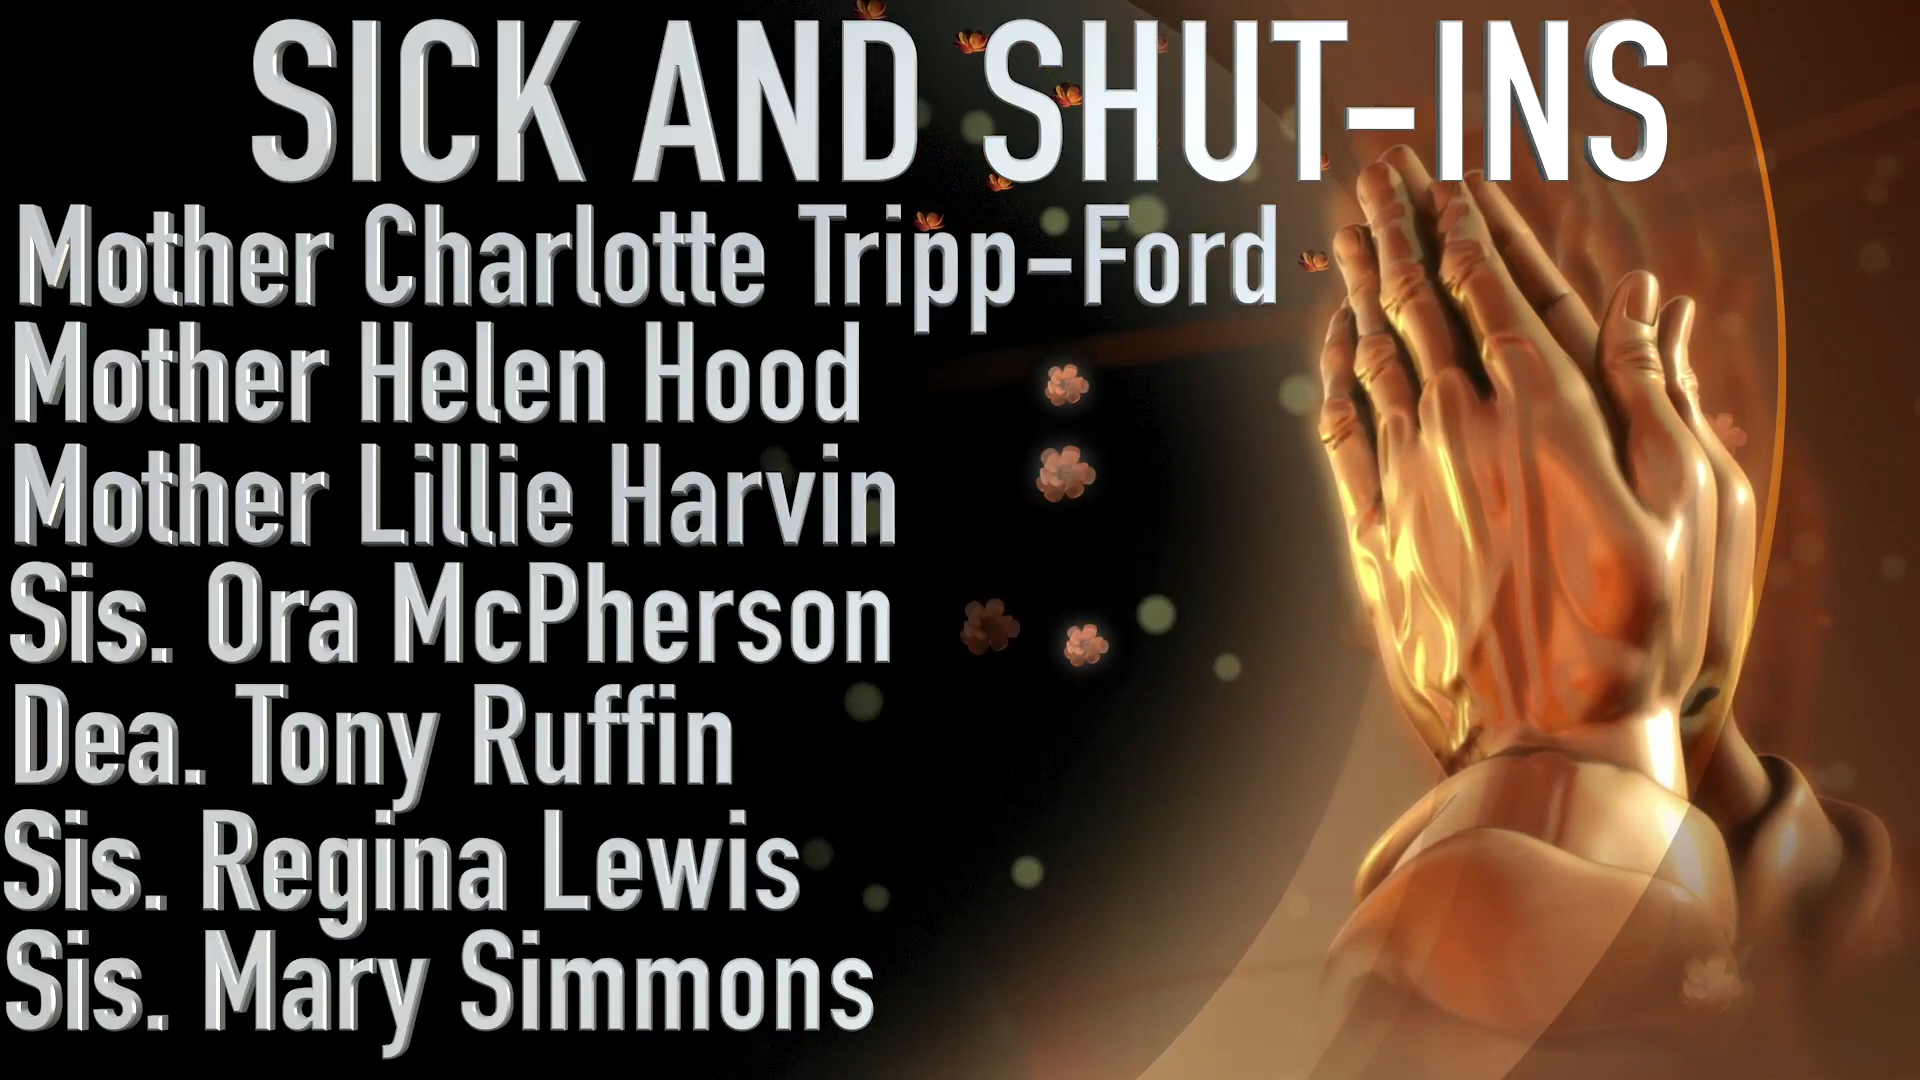 SICK AND SHUT-INS
Mother Charlotte Tripp-Ford
Mother Helen Hood
Mother Lillie Harvin
Sis. Ora McPherson
Dea. Tony Ruffin
Sis. Regina Lewis
Sis. Mary Simmons